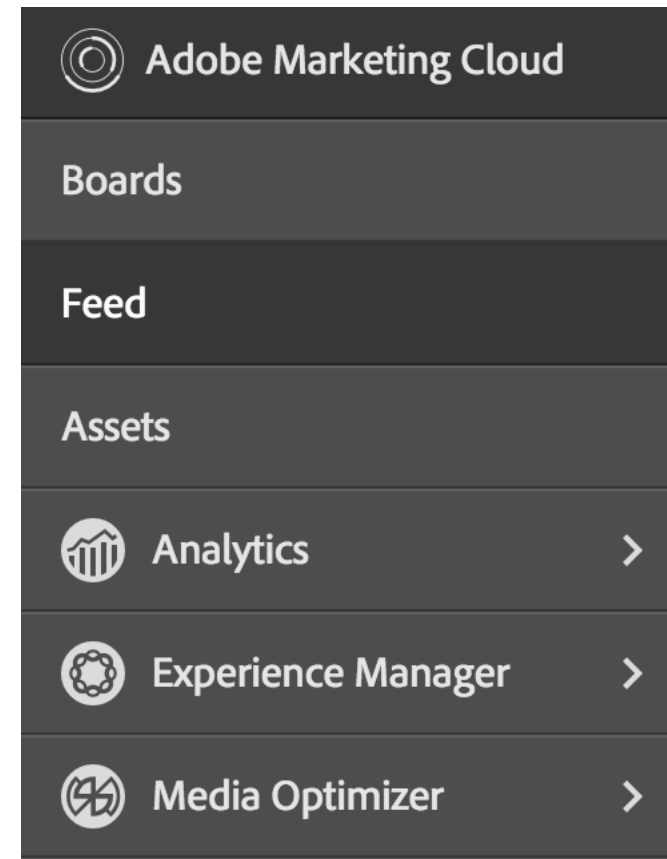 Adobe Marketing Cloud
Boards
Feed
Assets
Analytics
Experience Manager
Media Optimizer